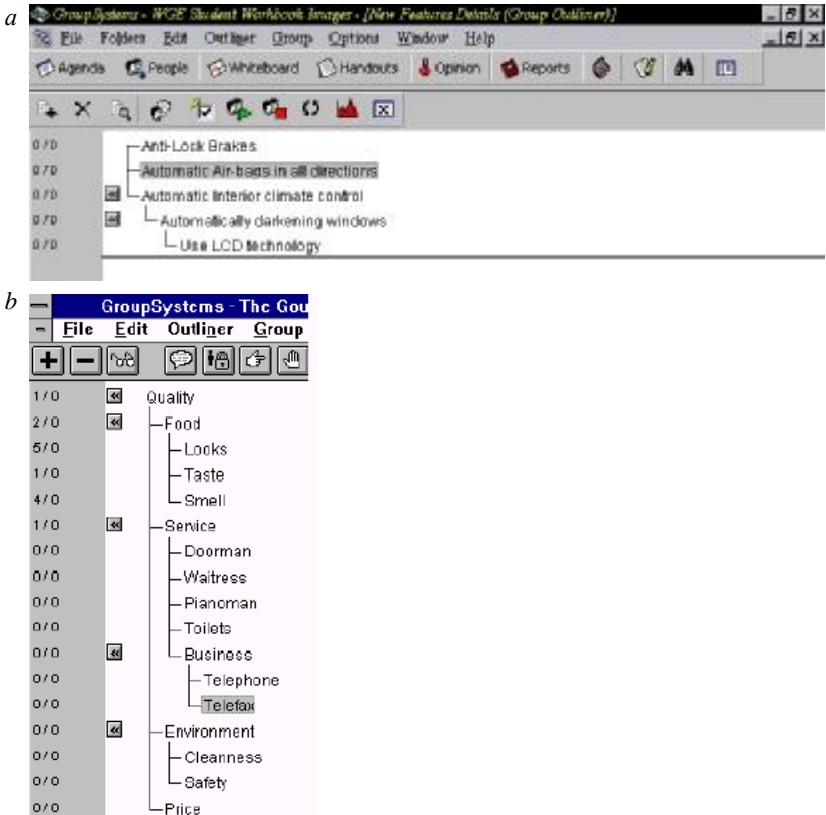 a
GroupSystems - WGE Student Workbook Images - [New Features Details (Group Outliner)]
File Folders Edit Outliner Group Options Window Help
Agenda People Whiteboard Handouts Opinion Reports
0/0 Anti-Lock Brakes
0/0 Automatic Air-bags in all directions
0/0 Automatic Interior climate control
0/0 Automatically darkening windows
0/0 Use LCD technology
b
GroupSystems - The Gou
File Edit Outliner Group
1/0 Quality
2/0 Food
5/0 Looks
1/0 Taste
4/0 Smell
1/0 Service
0/0 Doorman
0/0 Waitress
0/0 Pianoman
0/0 Toilets
0/0 Business
0/0 Telephone
0/0 Telefax
0/0 Environment
0/0 Cleanness
0/0 Safety
0/0 Price